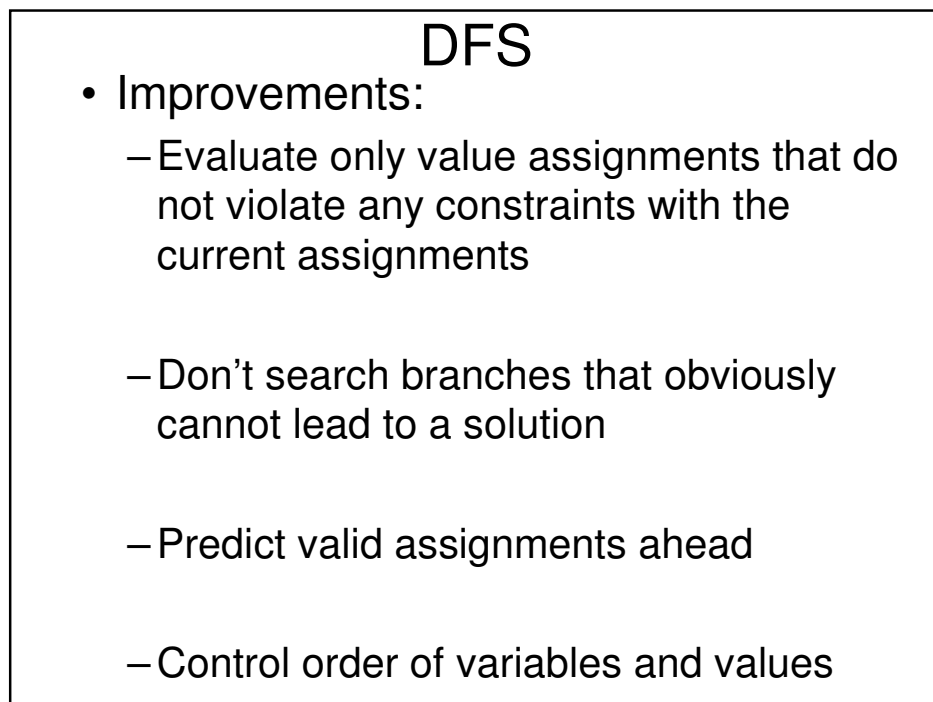 DFS
• Improvements:
– Evaluate only value assignments that do
not violate any constraints with the
current assignments
– Don't search branches that obviously
cannot lead to a solution
– Predict valid assignments ahead
– Control order of variables and values